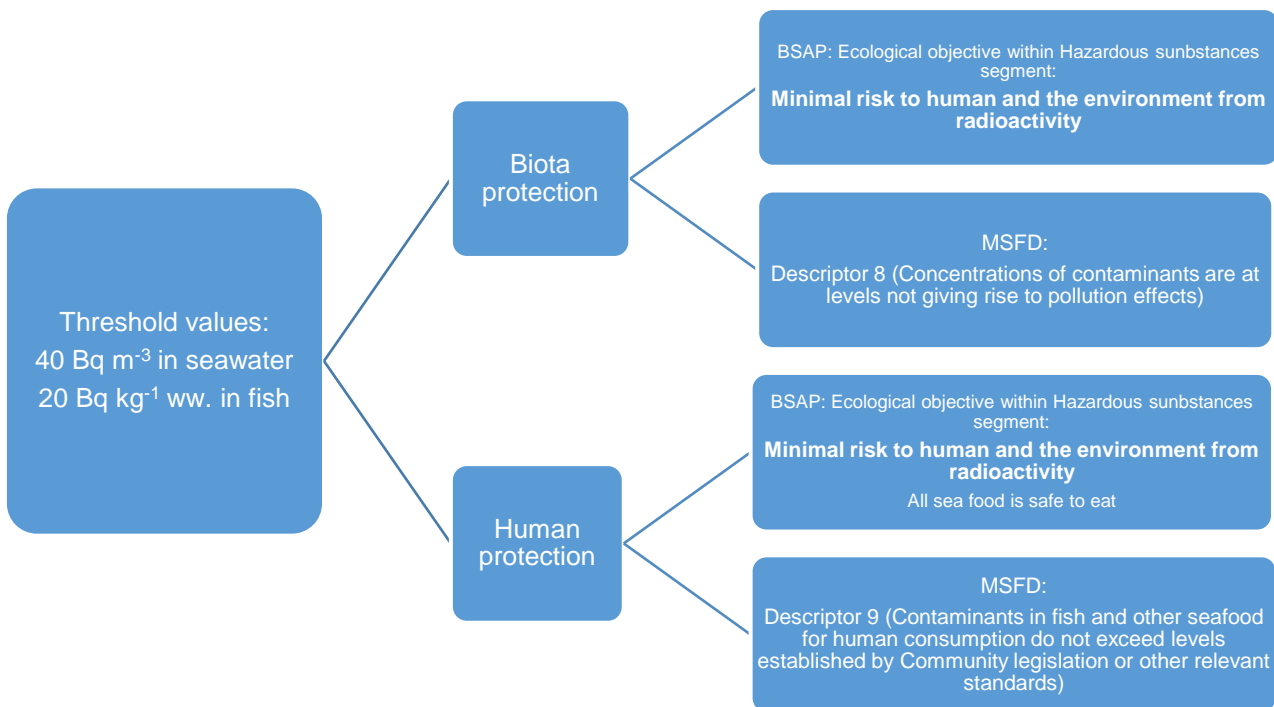 Threshold values:
40 Bq m⁻³ in seawater
20 Bq kg⁻¹ ww. in fish
Biota
protection
BSAP: Ecological objective within Hazardous sunbstances
segment:
Minimal risk to human and the environment from
radioactivity
MSFD:
Descriptor 8 (Concentrations of contaminants are at
levels not giving rise to pollution effects)
Human
protection
BSAP: Ecological objective within Hazardous sunbstances
segment:
Minimal risk to human and the environment from
radioactivity
All sea food is safe to eat
MSFD:
Descriptor 9 (Contaminants in fish and other seafood
for human consumption do not exceed levels
established by Community legislation or other relevant
standards)